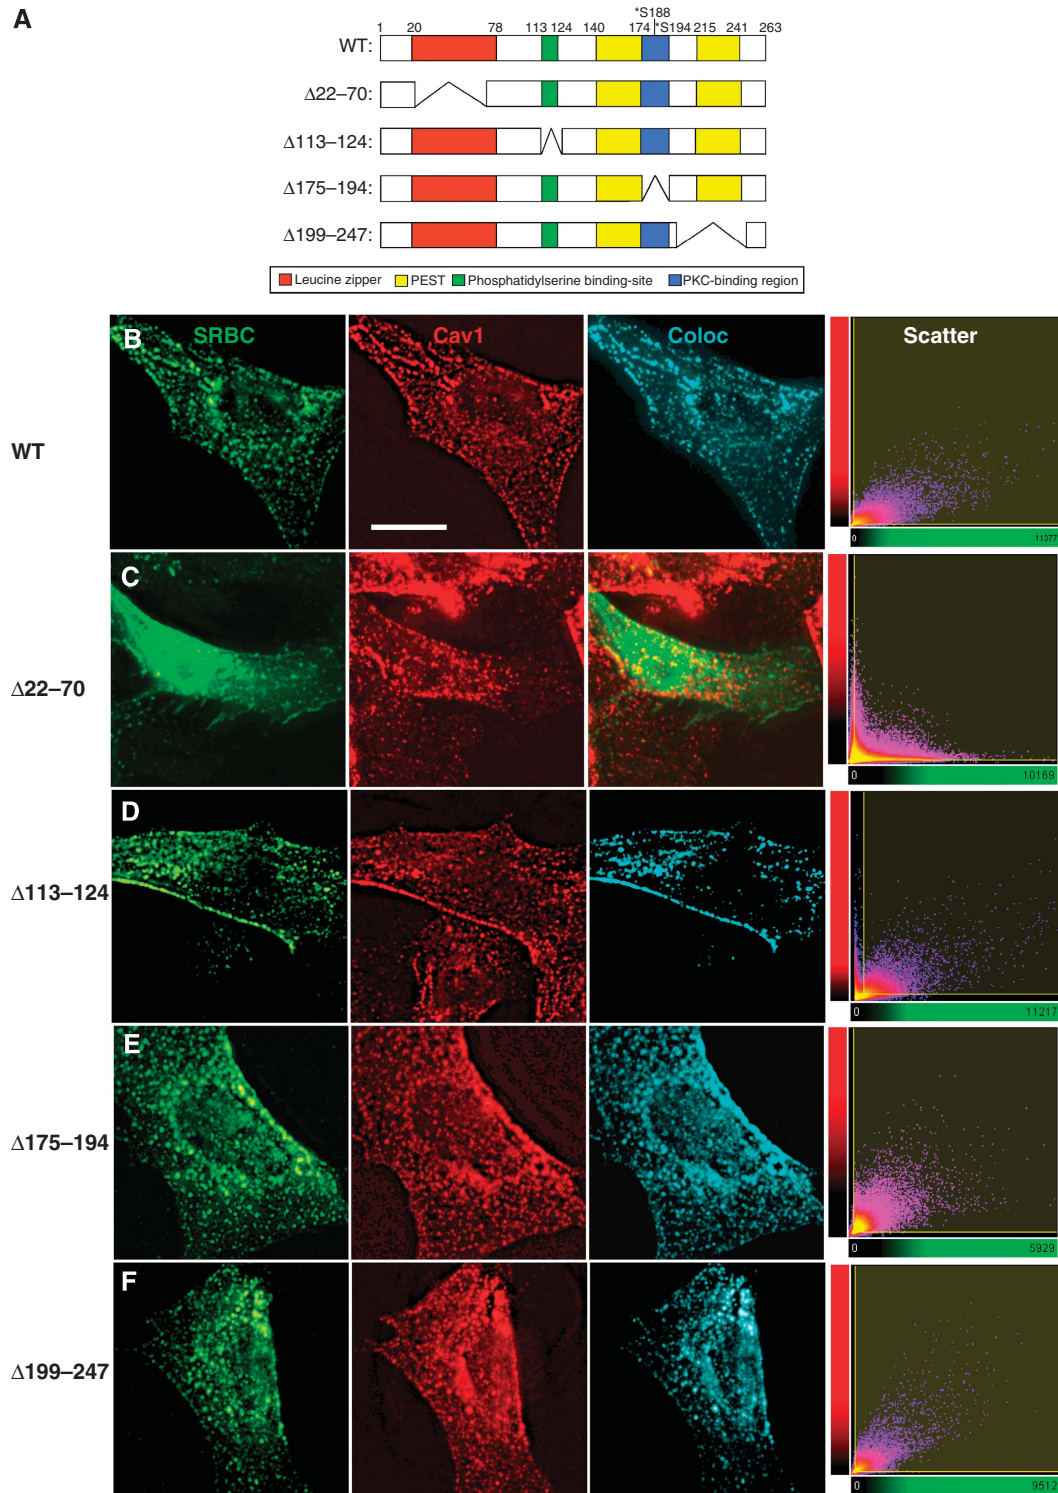 A
*S188
1 20 78 113 124 140 174 *S194 215 241 263
WT:
Δ22–70:
Δ113–124:
Δ175–194:
Δ199–247:
Leucine zipper PEST Phosphatidylserine binding-site PKC-binding region
B SRBC Cav1 Coloc Scatter
WT
0 11377
C
Δ22–70
0 10169
D
Δ113–124
0 11217
E
Δ175–194
0 5929
F
Δ199–247
0 9512